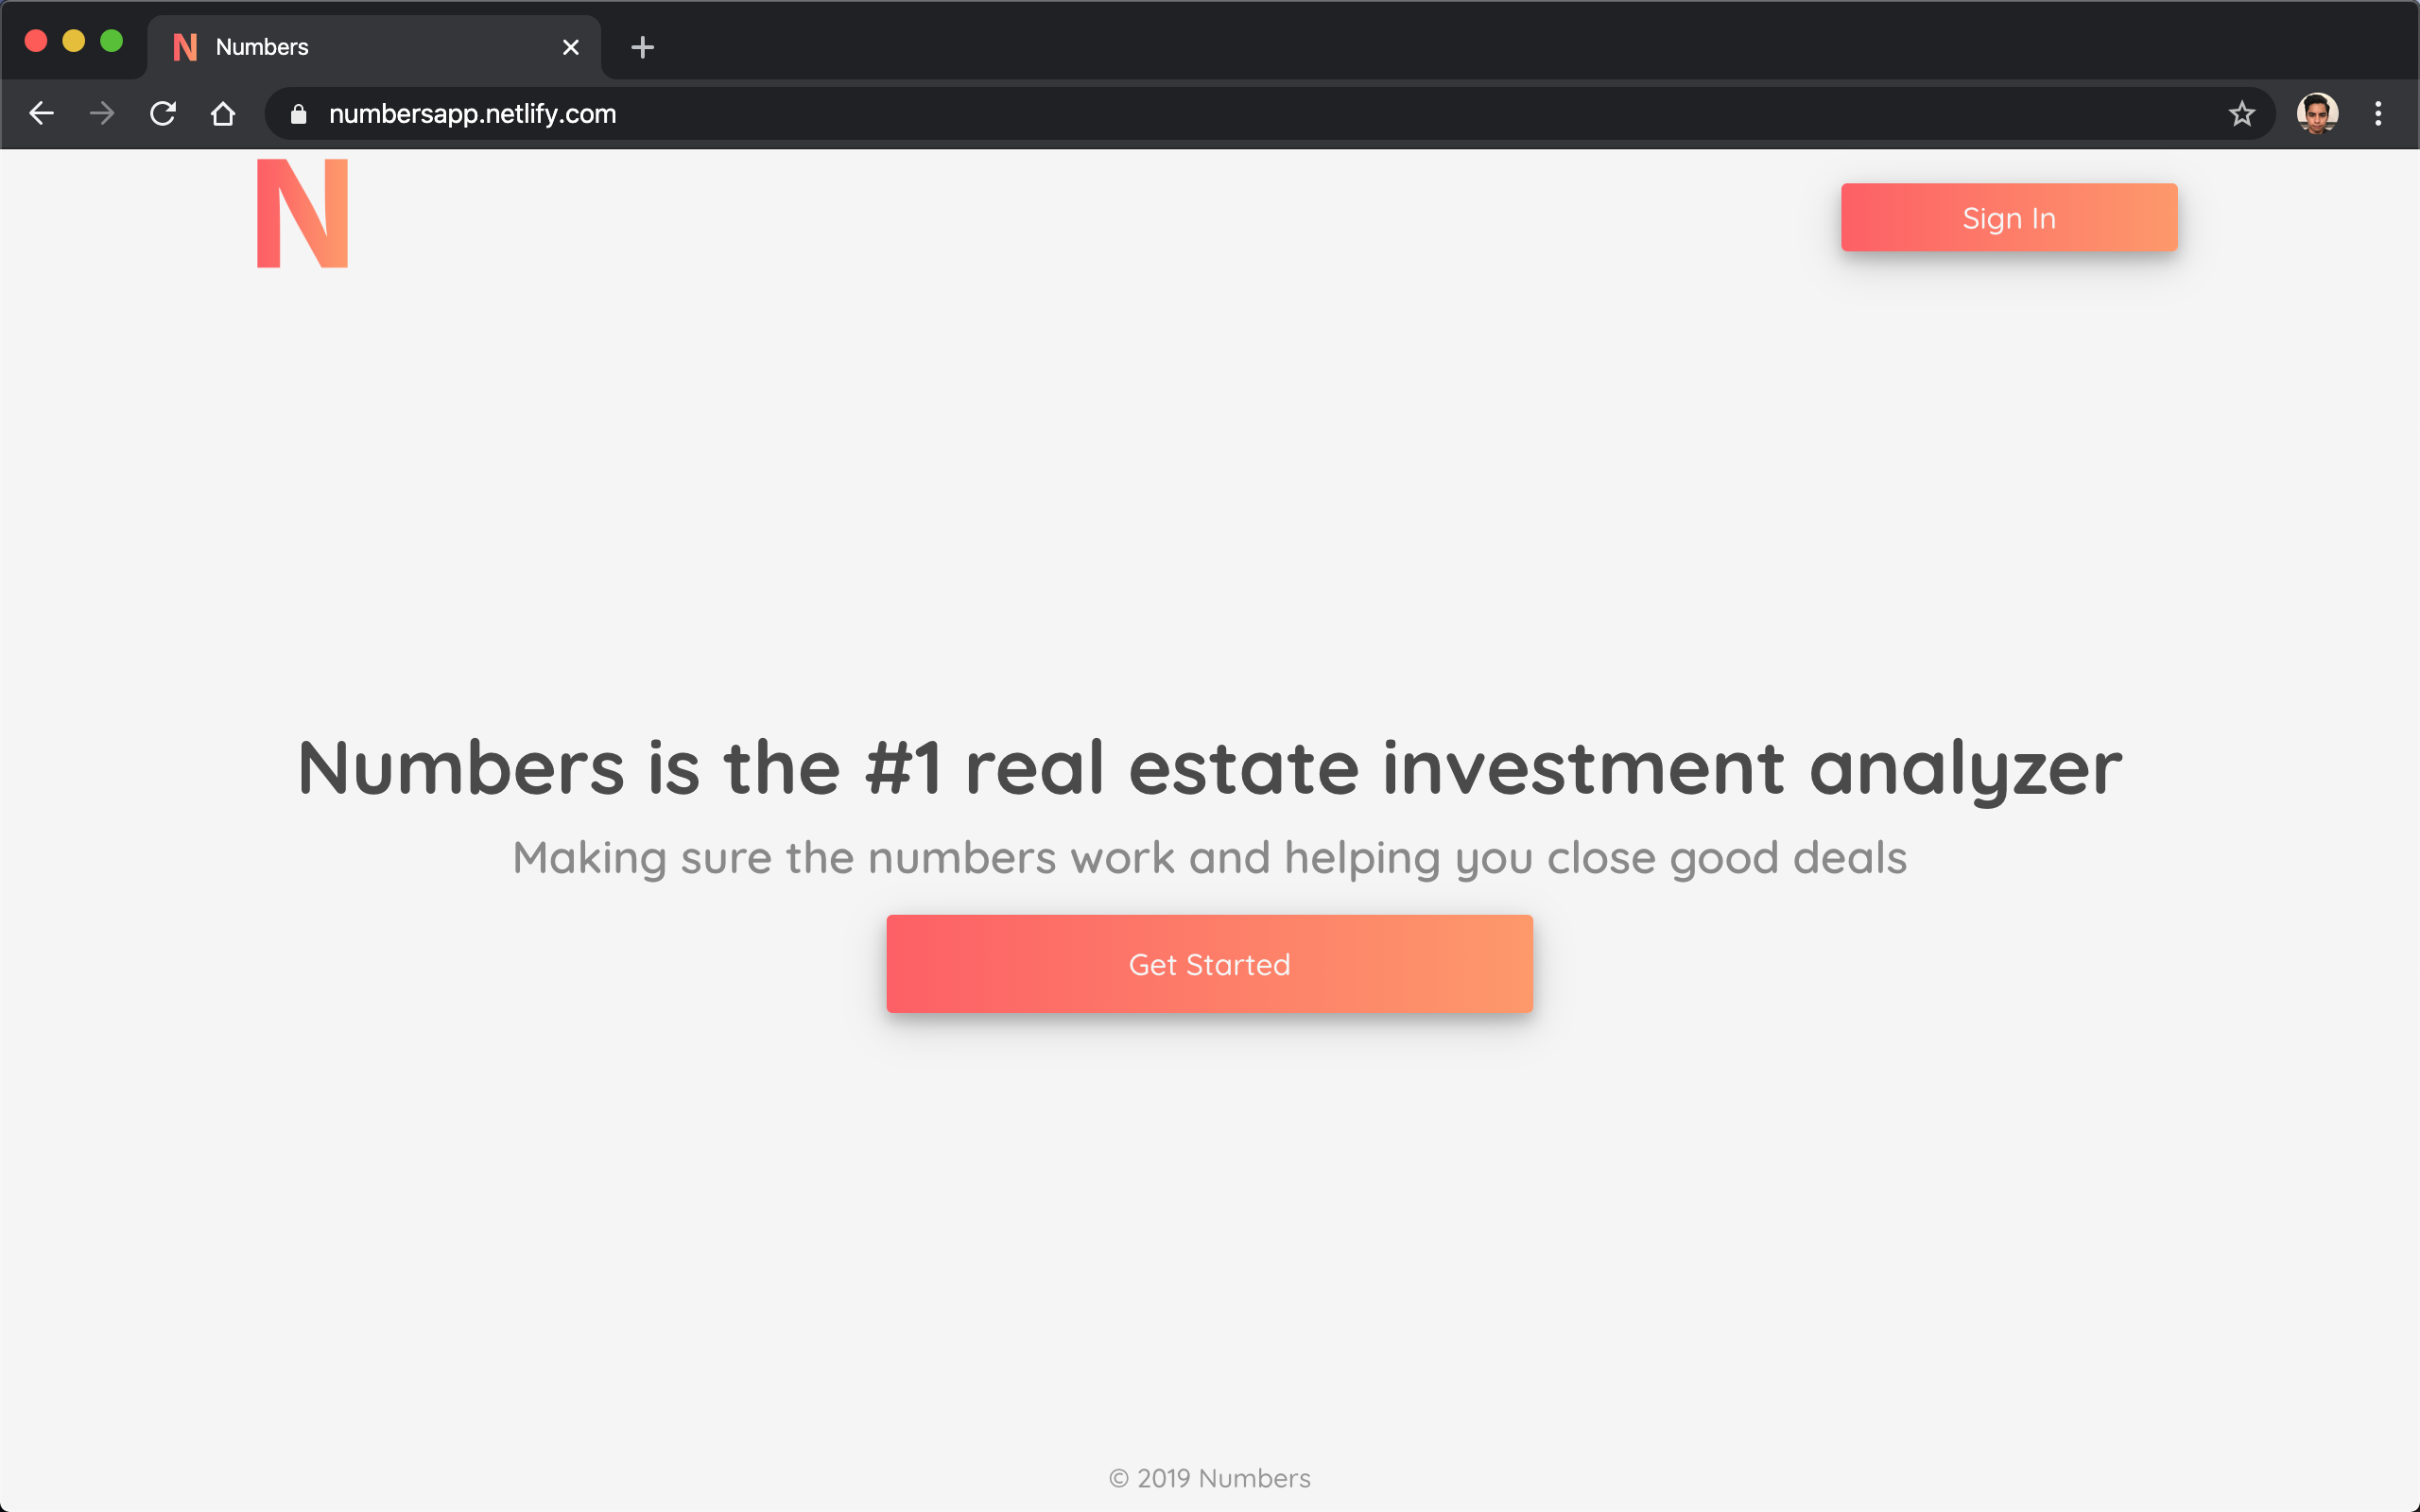 N Numbers
numbersapp.netlify.com
N
Sign In
Numbers is the #1 real estate investment analyzer
Making sure the numbers work and helping you close good deals
Get Started
© 2019 Numbers